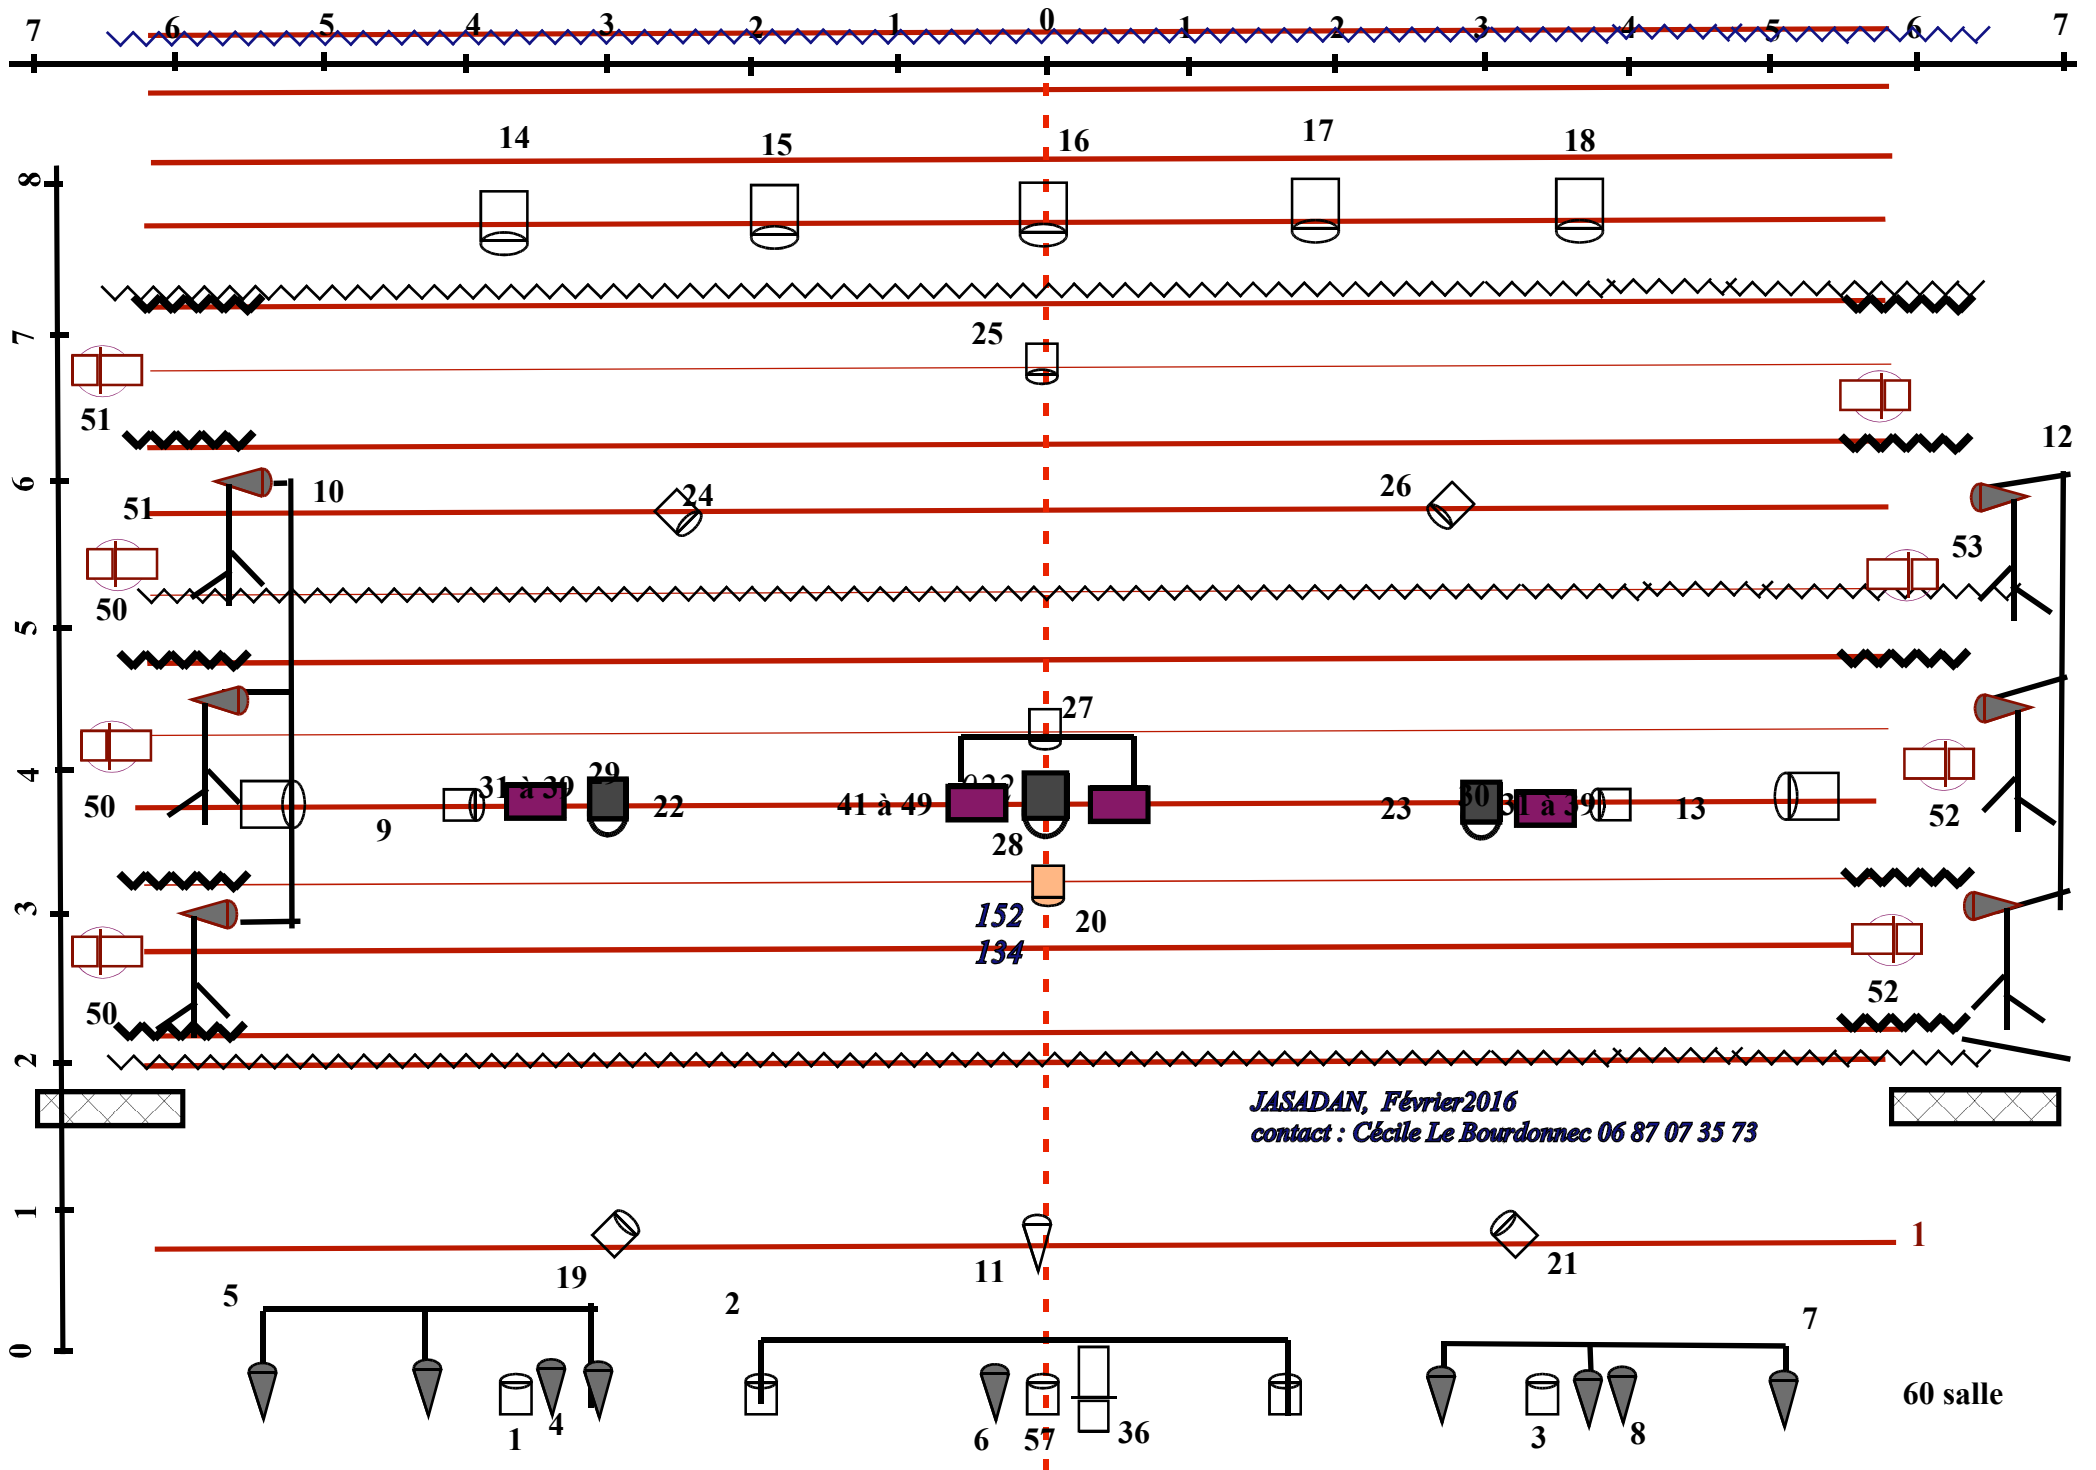 7 6 5 4 3 2 1 0 1 2 3 4 5 6 7
14 15 16 17 18
8
7
25
51
12
6
10 24 26
51
53
50
5
27
4
31 à 39 29
50 22 41 à 49 23 30 31 à 39 13 52
9
28
3
152 20
134
50 52
2
JASADAN, Février2016
contact : Cécile Le Bourdonnec 06 87 07 35 73
1
1
19 11 21
5 2 7
0
60 salle
1 4 6 57 36 3 8